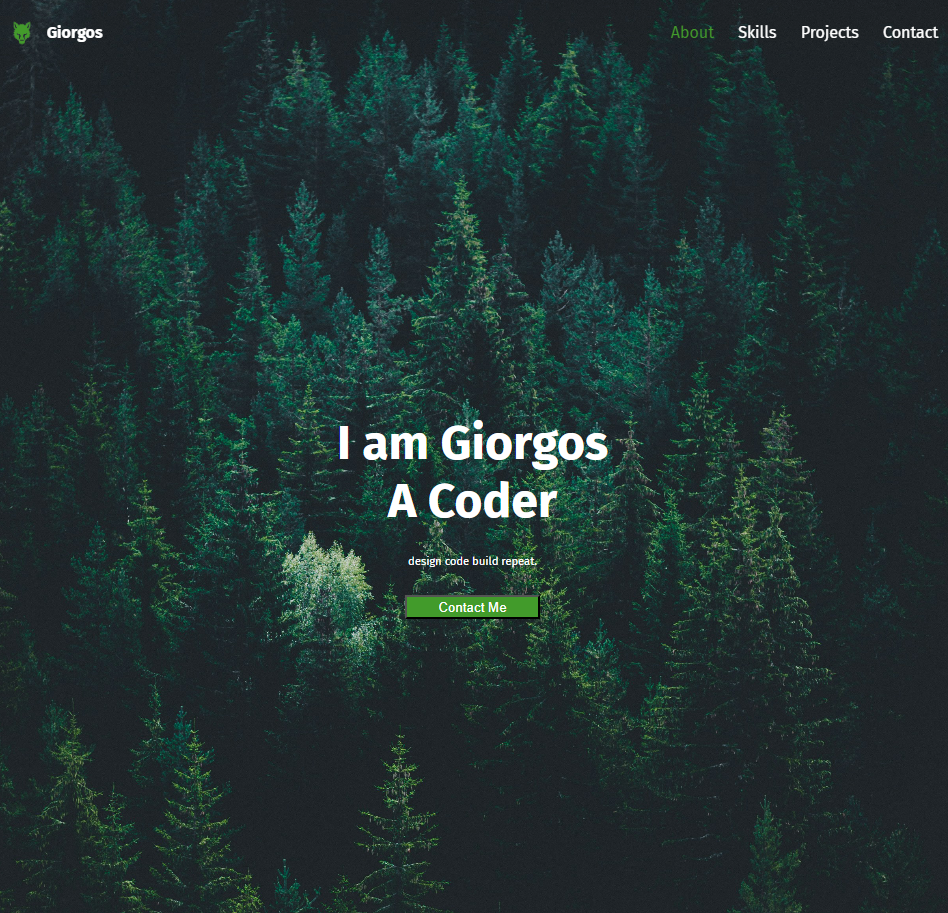 Giorgos
About Skills Projects Contact
I am Giorgos
A Coder
design code build repeat.
Contact Me